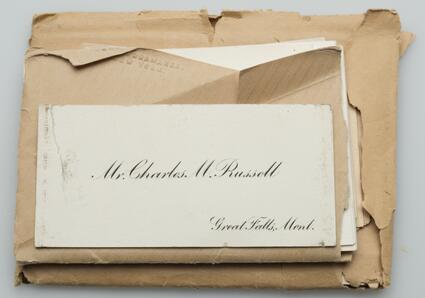 Mr. Charles M. Russell
Great Falls, Mont.